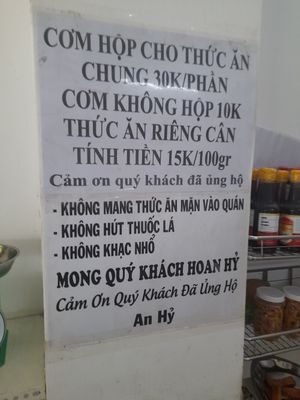 CƠM HỘP CHO THỨC ĂN
CHUNG 30K/PHẦN
CƠM KHÔNG HỘP 10K
THỨC ĂN RIÊNG CÂN
TÍNH TIỀN 15K/100gr
Cảm ơn quý khách đã ủng hộ
- KHÔNG MANG THỨC ĂN MẶN VÀO QUÁN
- KHÔNG HÚT THUỐC LÁ
- KHÔNG KHẠC NHỔ
MONG QUÝ KHÁCH HOAN HỶ
Cảm Ơn Quý Khách Đã Ủng Hộ
An Hỷ